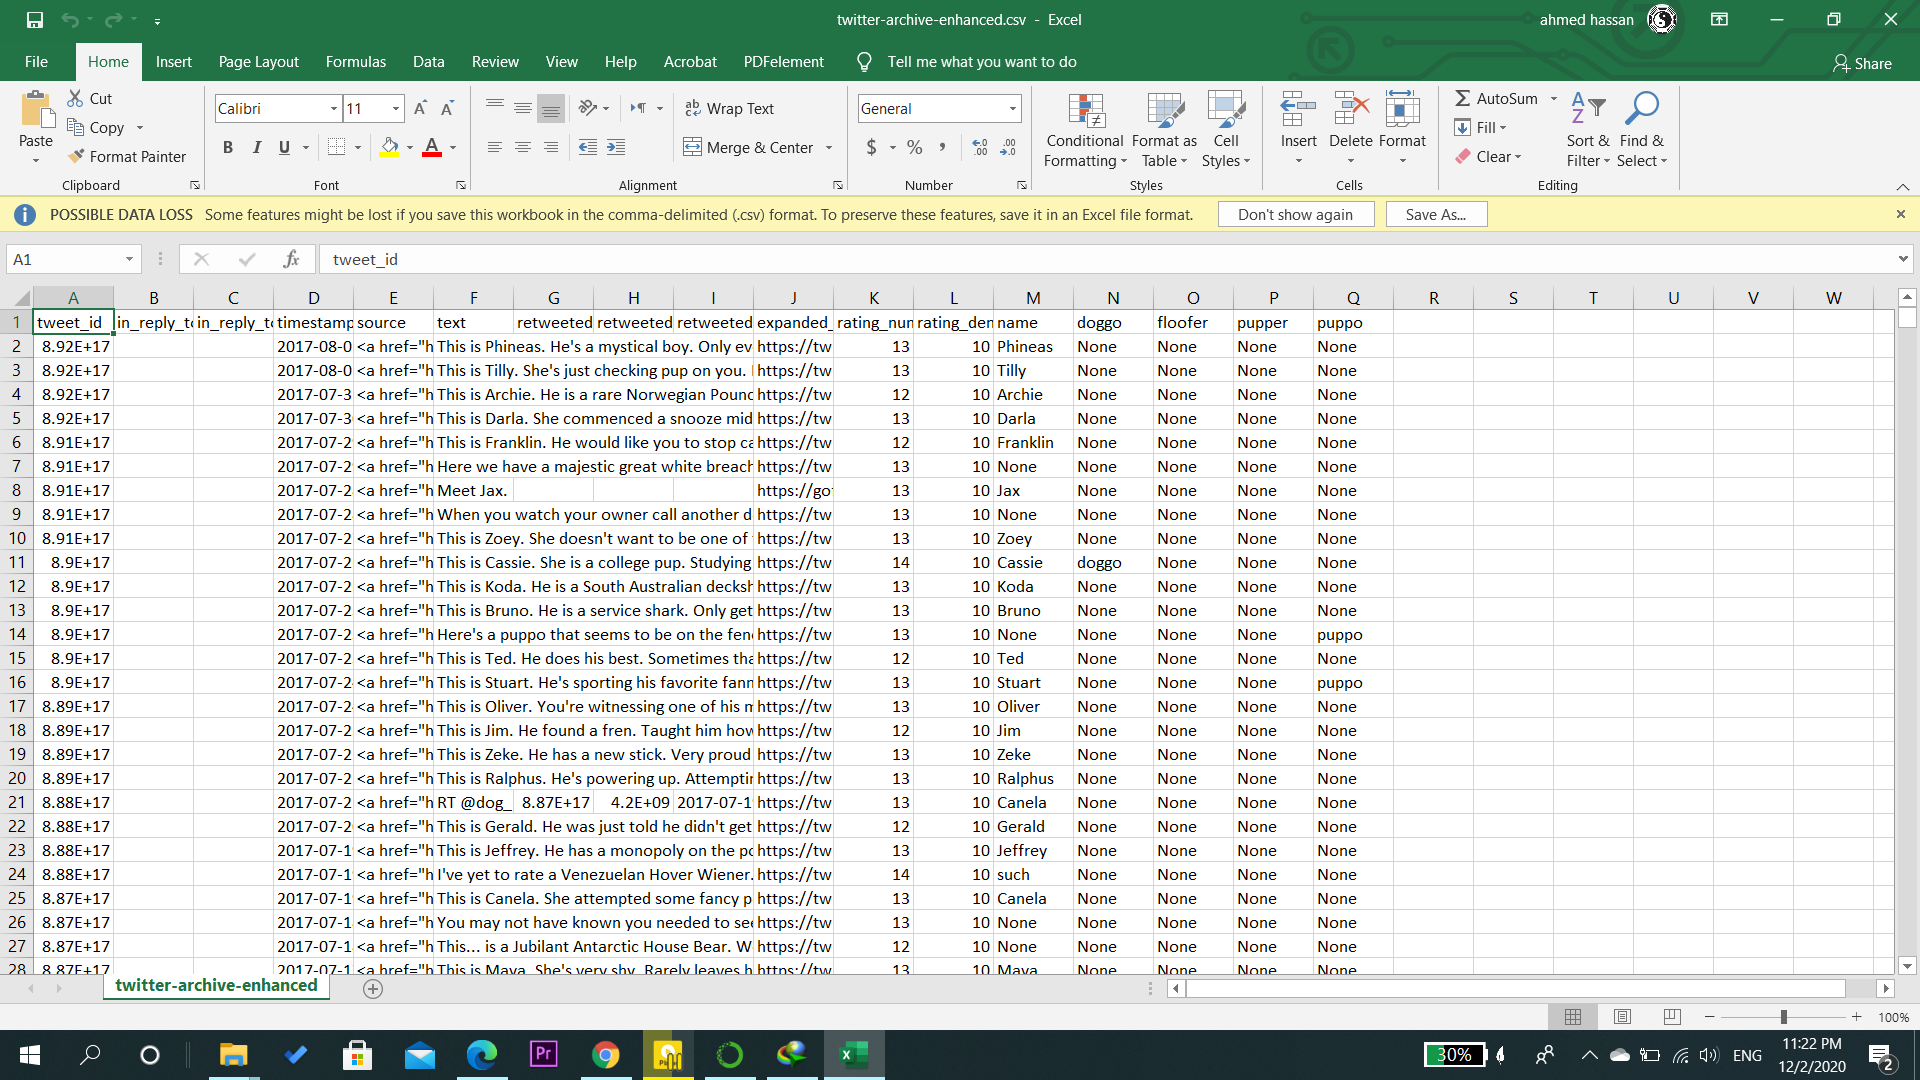 twitter-archive-enhanced.csv - Excel
ahmed hassan
File Home Insert Page Layout Formulas Data Review View Help Acrobat PDFelement Tell me what you want to do Share
Paste
Cut
Copy
Format Painter
Clipboard
Calibri 11
B I U
Font
Wrap Text
Merge & Center
Alignment
General
$ % ,
Number
Conditional Formatting
Format as Table
Cell Styles
Styles
Insert Delete Format
Cells
AutoSum
Fill
Clear
Sort & Filter
Find & Select
Editing
POSSIBLE DATA LOSS Some features might be lost if you save this workbook in the comma-delimited (.csv) format. To preserve these features, save it in an Excel file format. Don't show again Save As...
A1 fx tweet_id
A B C D E F G H I J K L M N O P Q R S T U V W
1 tweet_id in_reply_to in_reply_to timestamp source text retweeted retweeted retweeted expanded_ rating_num rating_den name doggo floofer pupper puppo
2 8.92E+17 2017-08-0 <a href="h This is Phineas. He's a mystical boy. Only ev https://tw 13 10 Phineas None None None None
3 8.92E+17 2017-08-0 <a href="h This is Tilly. She's just checking pup on you. https://tw 13 10 Tilly None None None None
4 8.92E+17 2017-07-3 <a href="h This is Archie. He is a rare Norwegian Pounc https://tw 12 10 Archie None None None None
5 8.92E+17 2017-07-3 <a href="h This is Darla. She commenced a snooze mid https://tw 13 10 Darla None None None None
6 8.91E+17 2017-07-2 <a href="h This is Franklin. He would like you to stop ca https://tw 12 10 Franklin None None None None
7 8.91E+17 2017-07-2 <a href="h Here we have a majestic great white breach https://tw 13 10 None None None None None
8 8.91E+17 2017-07-2 <a href="h Meet Jax. https://go 13 10 Jax None None None None
9 8.91E+17 2017-07-2 <a href="h When you watch your owner call another d https://tw 13 10 None None None None None
10 8.91E+17 2017-07-2 <a href="h This is Zoey. She doesn't want to be one of https://tw 13 10 Zoey None None None None
11 8.9E+17 2017-07-2 <a href="h This is Cassie. She is a college pup. Studying https://tw 14 10 Cassie doggo None None None
12 8.9E+17 2017-07-2 <a href="h This is Koda. He is a South Australian decksh https://tw 13 10 Koda None None None None
13 8.9E+17 2017-07-2 <a href="h This is Bruno. He is a service shark. Only get https://tw 13 10 Bruno None None None None
14 8.9E+17 2017-07-2 <a href="h Here's a puppo that seems to be on the fen https://tw 13 10 None None None None puppo
15 8.9E+17 2017-07-2 <a href="h This is Ted. He does his best. Sometimes tha https://tw 12 10 Ted None None None None
16 8.9E+17 2017-07-2 <a href="h This is Stuart. He's sporting his favorite fann https://tw 13 10 Stuart None None None puppo
17 8.89E+17 2017-07-2 <a href="h This is Oliver. You're witnessing one of his m https://tw 13 10 Oliver None None None None
18 8.89E+17 2017-07-2 <a href="h This is Jim. He found a fren. Taught him how https://tw 12 10 Jim None None None None
19 8.89E+17 2017-07-2 <a href="h This is Zeke. He has a new stick. Very proud https://tw 13 10 Zeke None None None None
20 8.89E+17 2017-07-2 <a href="h This is Ralphus. He's powering up. Attemptin https://tw 13 10 Ralphus None None None None
21 8.88E+17 2017-07-2 <a href="h RT @dog_ 8.87E+17 4.2E+09 2017-07-1 https://tw 13 10 Canela None None None None
22 8.88E+17 2017-07-2 <a href="h This is Gerald. He was just told he didn't get https://tw 12 10 Gerald None None None None
23 8.88E+17 2017-07-1 <a href="h This is Jeffrey. He has a monopoly on the po https://tw 13 10 Jeffrey None None None None
24 8.88E+17 2017-07-1 <a href="h I've yet to rate a Venezuelan Hover Wiener. https://tw 14 10 such None None None None
25 8.87E+17 2017-07-1 <a href="h This is Canela. She attempted some fancy p https://tw 13 10 Canela None None None None
26 8.87E+17 2017-07-1 <a href="h You may not have known you needed to see https://tw 13 10 None None None None None
27 8.87E+17 2017-07-1 <a href="h This... is a Jubilant Antarctic House Bear. W https://tw 12 10 None None None None None
28 8.87E+17 2017-07-1 <a href="h This is Maya. She's very shy. Rarely leaves h https://tw 13 10 Maya None None None None
twitter-archive-enhanced
100%
30% ENG 11:22 PM
12/2/2020
2